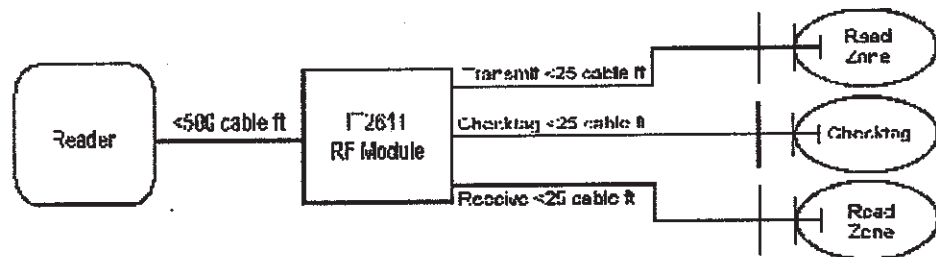 Reader
<500 cable ft
IT2611
RF Module
Transmit <25 cable ft
Checktag <25 cable ft
Receive <25 cable ft
Read
Zone
Checktag
Read
Zone